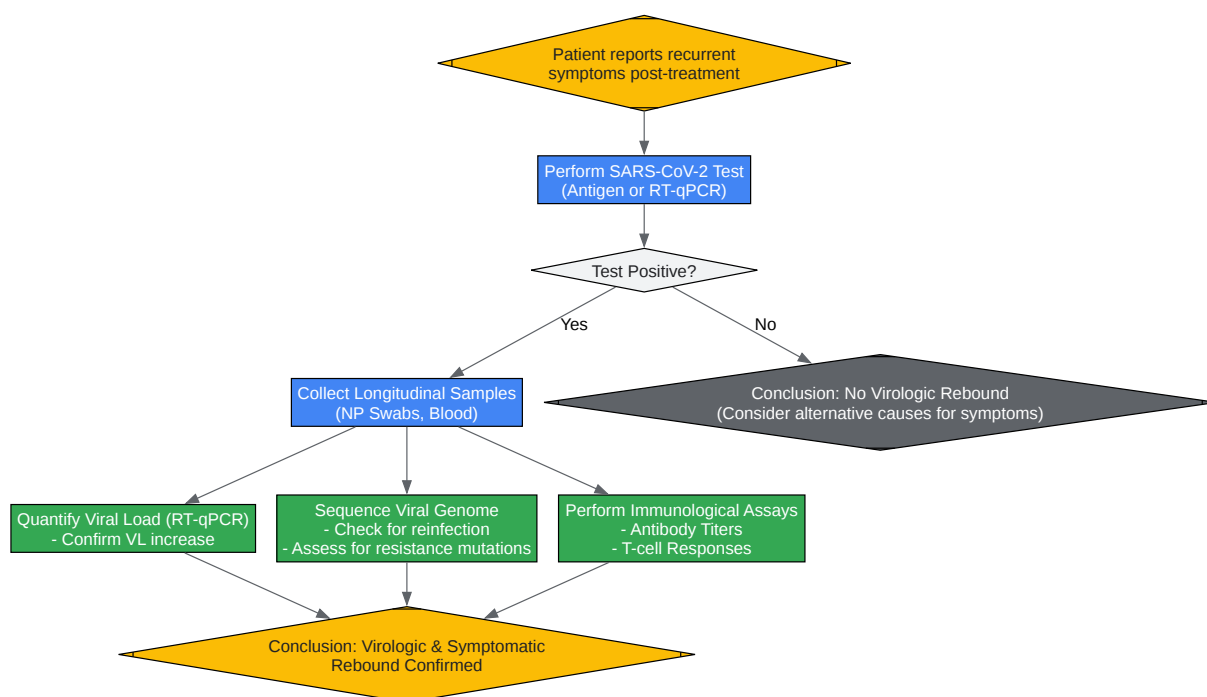 Patient reports recurrent
symptoms post-treatment
Perform SARS-CoV-2 Test
(Antigen or RT-qPCR)
Test Positive?
Yes
No
Collect Longitudinal Samples
(NP Swabs, Blood)
Conclusion: No Virologic Rebound
(Consider alternative causes for symptoms)
Quantify Viral Load (RT-qPCR)
- Confirm VL increase
Sequence Viral Genome
- Check for reinfection
- Assess for resistance mutations
Perform Immunological Assays
- Antibody Titers
- T-cell Responses
Conclusion: Virologic & Symptomatic
Rebound Confirmed